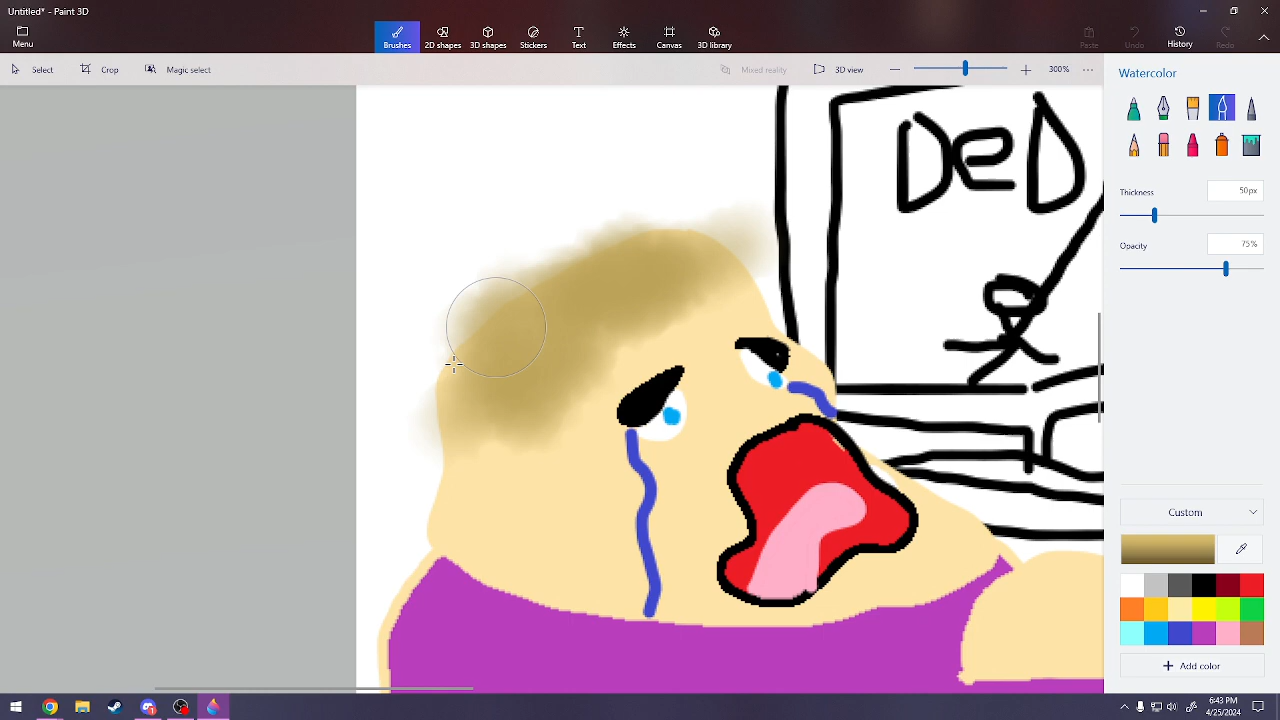 Untitled* - Paint 3D
Menu
Brushes
2D shapes
3D shapes
Stickers
Text
Effects
Canvas
3D library
Paste
Undo
History
Redo
Select
Crop
Magic select
Mixed reality
3D view
300%
Watercolor
Thickness
50px
Opacity
75%
Custom
Add color
DeD
6:43 PM
4/25/2024